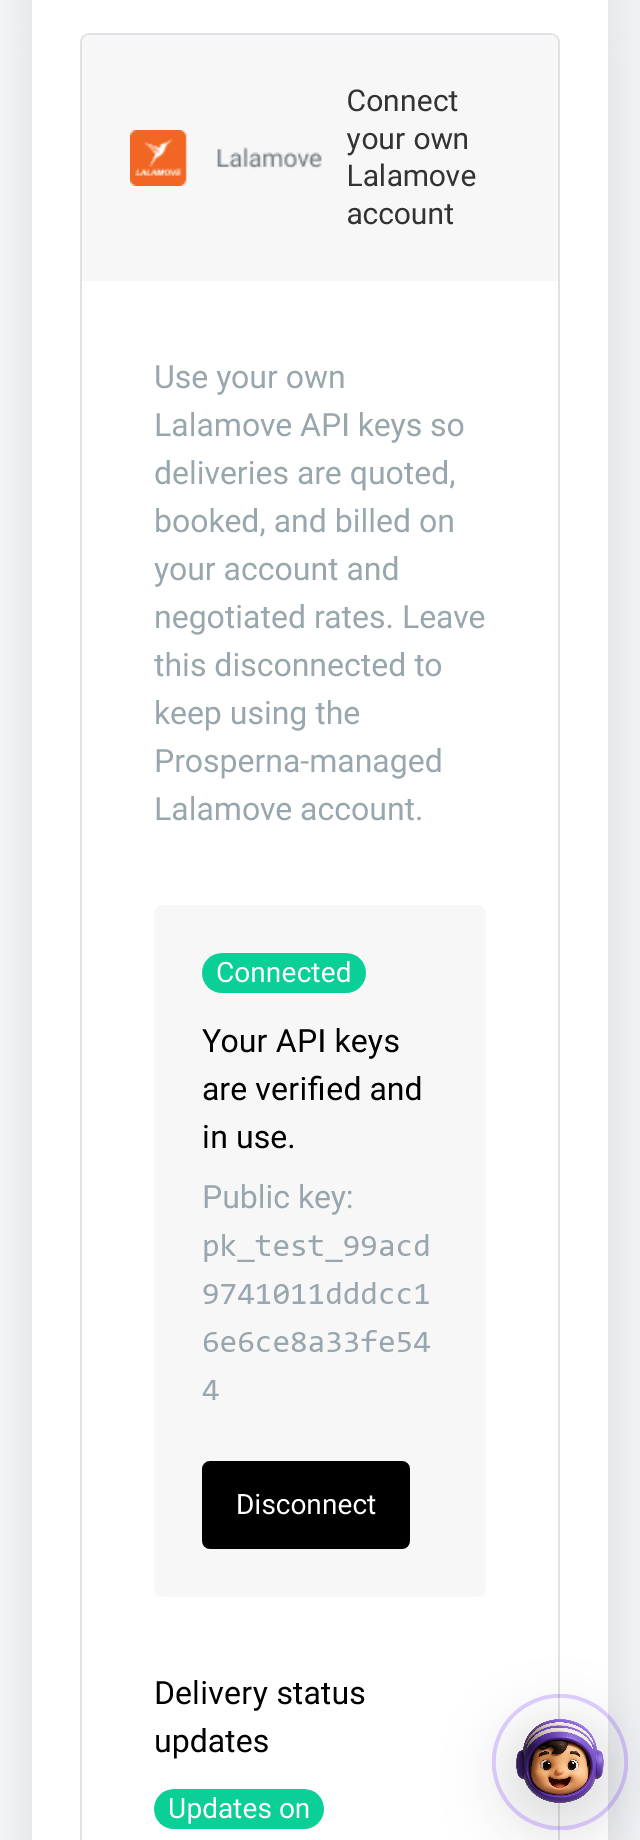 LALAMOVE
Lalamove
Connect
your own
Lalamove
account
Use your own
Lalamove API keys so
deliveries are quoted,
booked, and billed on
your account and
negotiated rates. Leave
this disconnected to
keep using the
Prosperna-managed
Lalamove account.
Connected
Your API keys
are verified and
in use.
Public key:
pk_test_99acd
9741011dddcc1
6e6ce8a33fe54
4
Disconnect
Delivery status
updates
Updates on